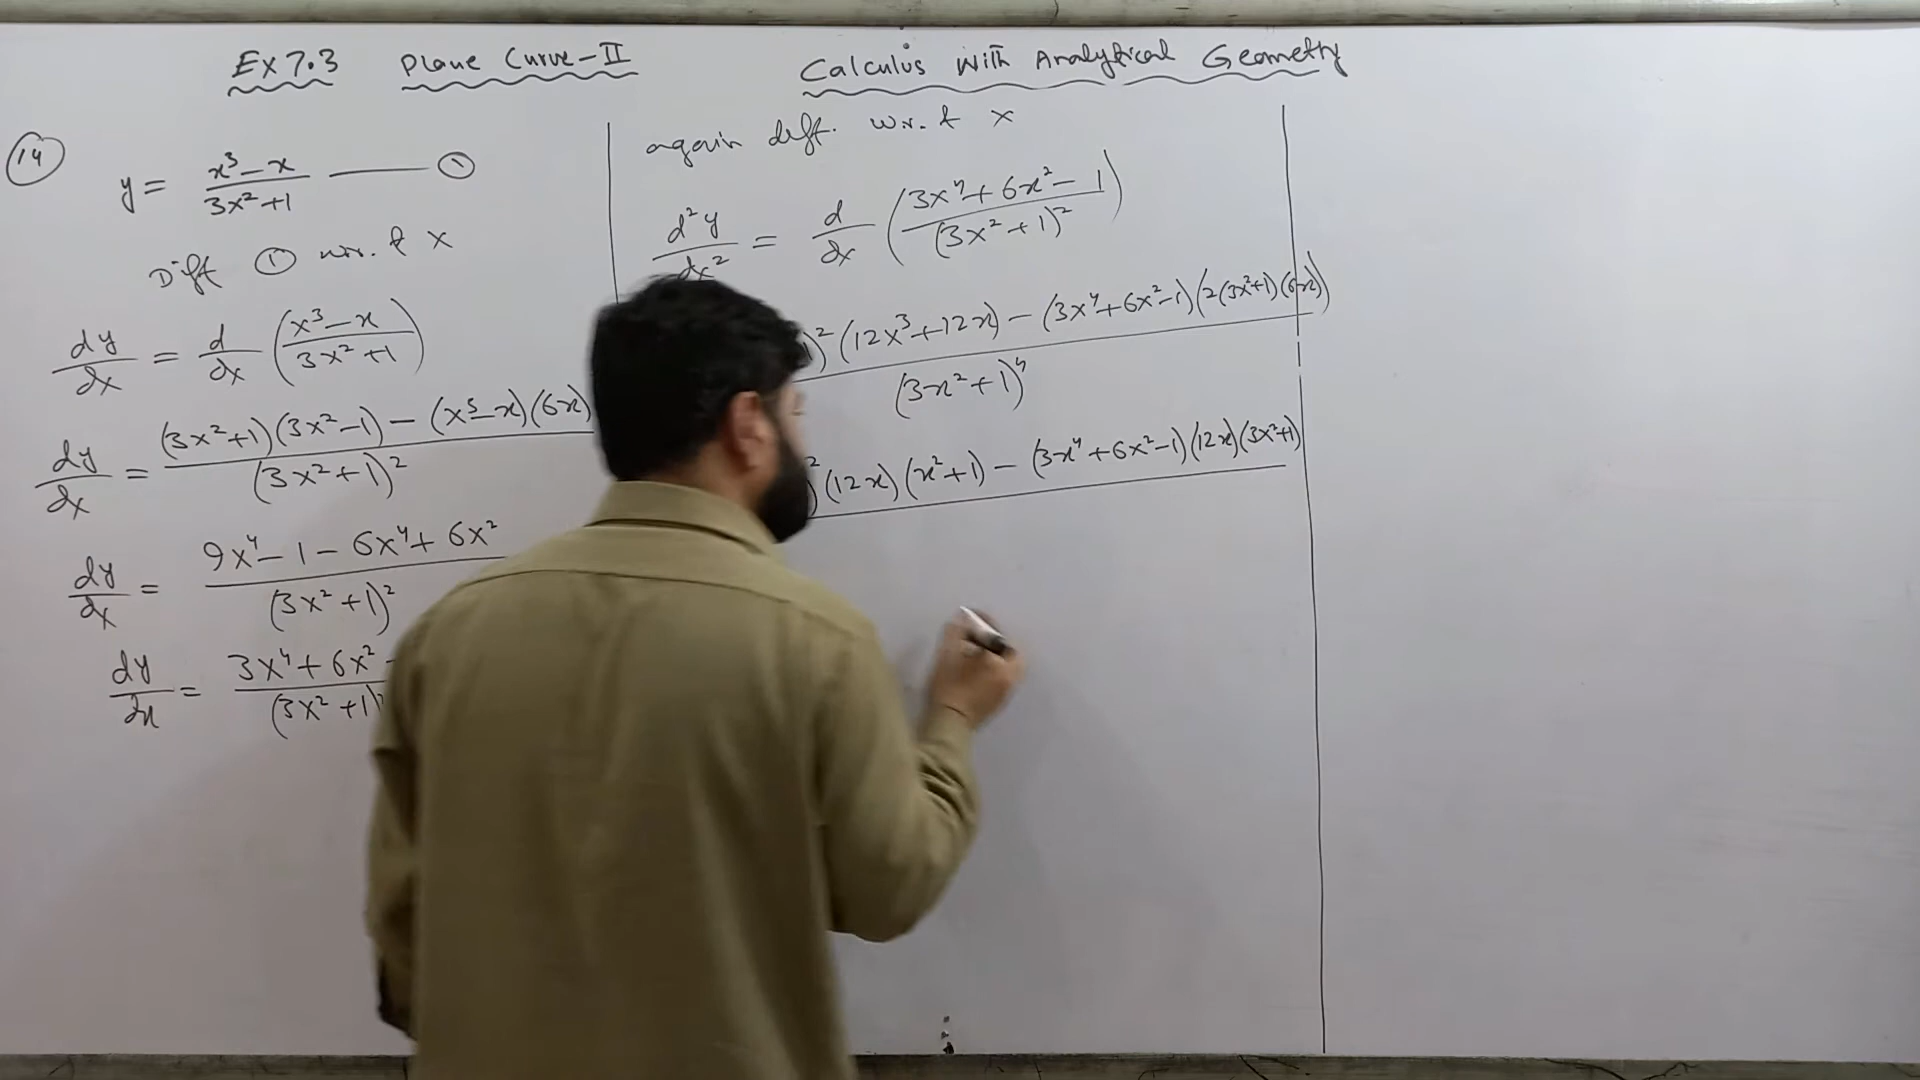 Ex 7.3 Plane Curve-II Calculus With Analytical Geometry
14
y = (x³ - x)/(3x² + 1) ——— ①
Diff ① w.r.t x
dy/dx = d/dx ((x³ - x)/(3x² + 1))
dy/dx = ((3x² + 1)(3x² - 1) - (x³ - x)(6x))/(3x² + 1)²
dy/dx = (9x⁴ - 1 - 6x⁴ + 6x²)/(3x² + 1)²
dy/dx = (3x⁴ + 6x² -)/(3x² + 1)
again diff. w.r.t x
d²y/dx² = d/dx ((3x⁴ + 6x² - 1)/(3x² + 1)²)
)² (12x³ + 12x) - (3x⁴ + 6x² - 1)(2(3x² + 1)(6x))/(3x² + 1)⁴
)² (12x)(x² + 1) - (3x⁴ + 6x² - 1)(12x)(3x² + 1)